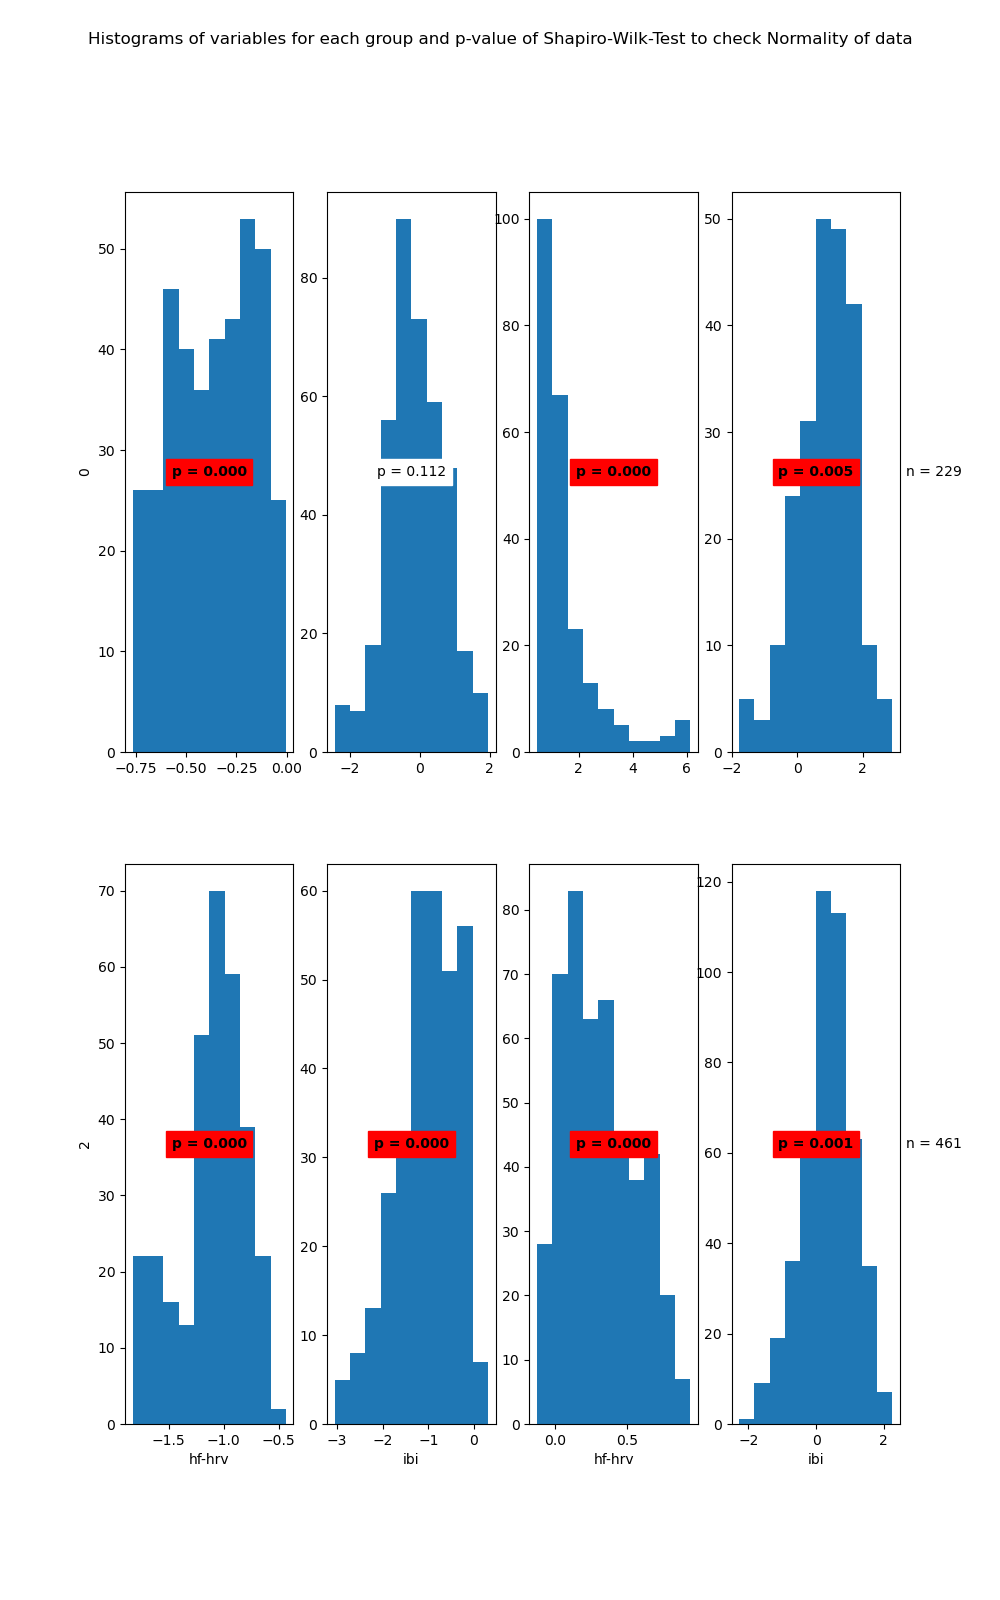 Histograms of variables for each group and p-value of Shapiro-Wilk-Test to check Normality of data
0
50
40
30
20
10
0
p = 0.000
−0.75 −0.50 −0.25 0.00
80
60
40
20
0
p = 0.112
−2 0 2
100
80
60
40
20
0
p = 0.000
2 4 6
50
40
30
20
10
0
p = 0.005
−2 0 2
n = 229
2
70
60
50
40
30
20
10
0
p = 0.000
−1.5 −1.0 −0.5
hf-hrv
60
50
40
30
20
10
0
p = 0.000
−3 −2 −1 0
ibi
80
70
60
50
40
30
20
10
0
p = 0.000
0.0 0.5
hf-hrv
120
100
80
60
40
20
0
p = 0.001
−2 0 2
ibi
n = 461